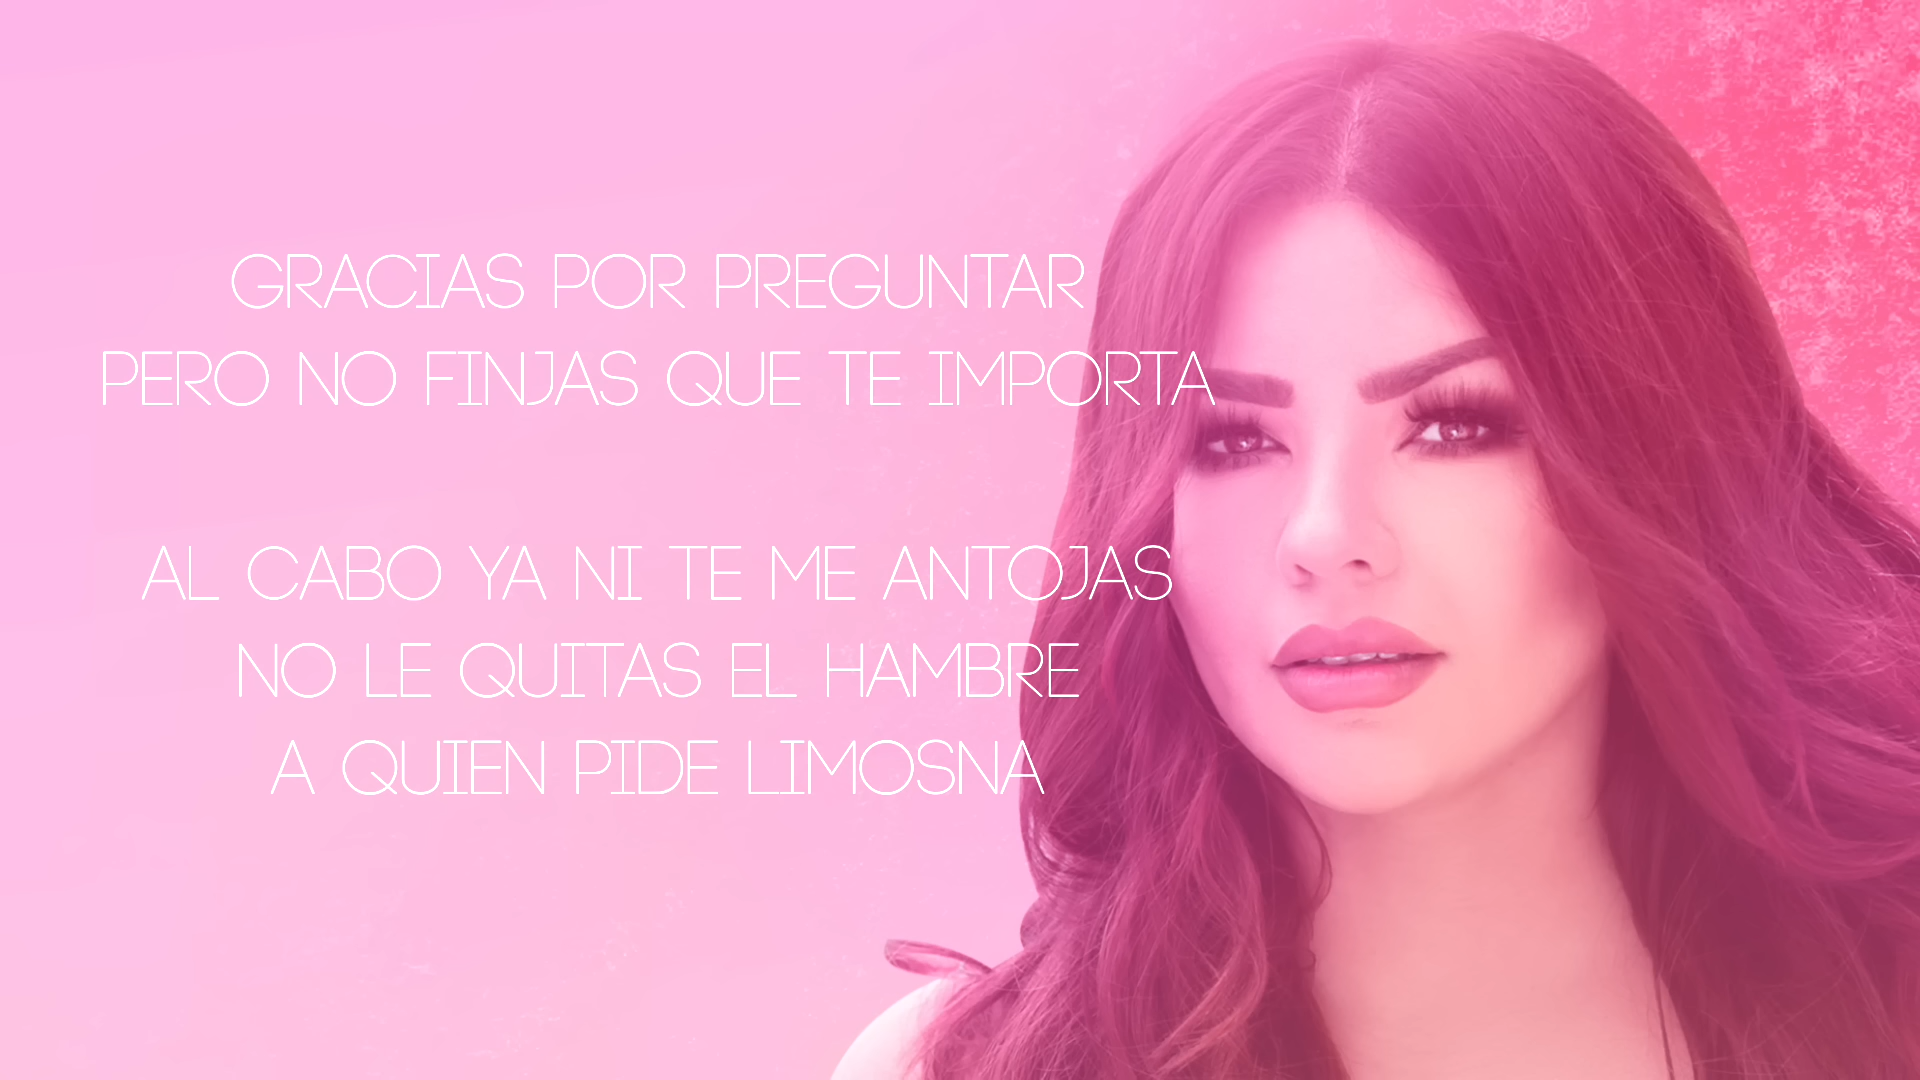 GRACIAS POR PREGUNTAR
PERO NO FINJAS QUE TE IMPORTA
AL CABO YA NI TE ME ANTOJAS
NO LE QUITAS EL HAMBRE
A QUIEN PIDE LIMOSNA